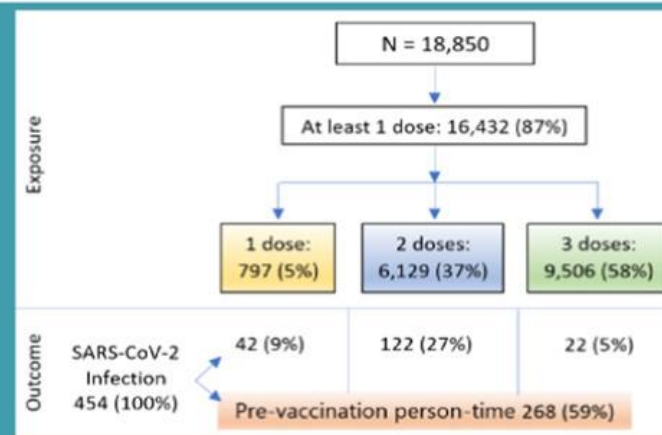 N = 18,850
At least 1 dose: 16,432 (87%)
Exposure
1 dose:
797 (5%)
2 doses:
6,129 (37%)
3 doses:
9,506 (58%)
Outcome
SARS-CoV-2
Infection
454 (100%)
42 (9%)
122 (27%)
22 (5%)
Pre-vaccination person-time 268 (59%)